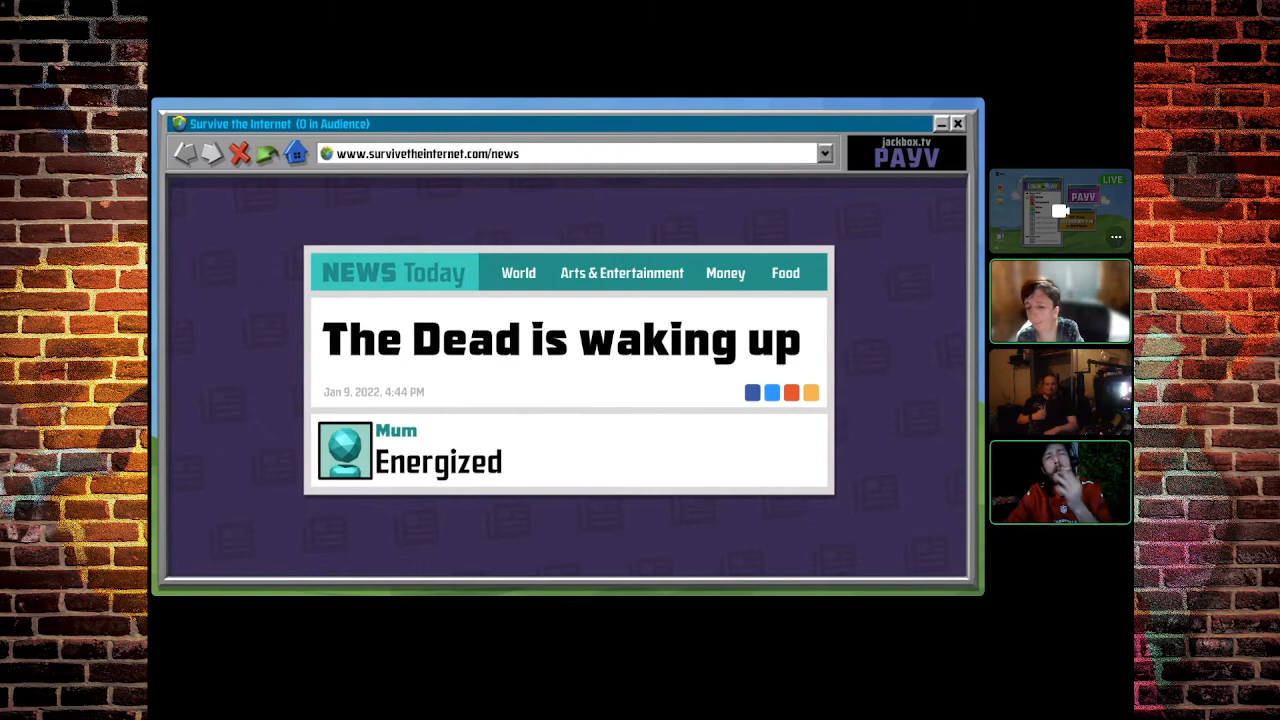 Survive the Internet (0 in Audience)
www.survivetheinternet.com/news
jackbox.tv
PAYV
NEWS Today
World
Arts & Entertainment
Money
Food
The Dead is waking up
Jan 9, 2022, 4:44 PM
Mum
Energized
LIVE
PAYV